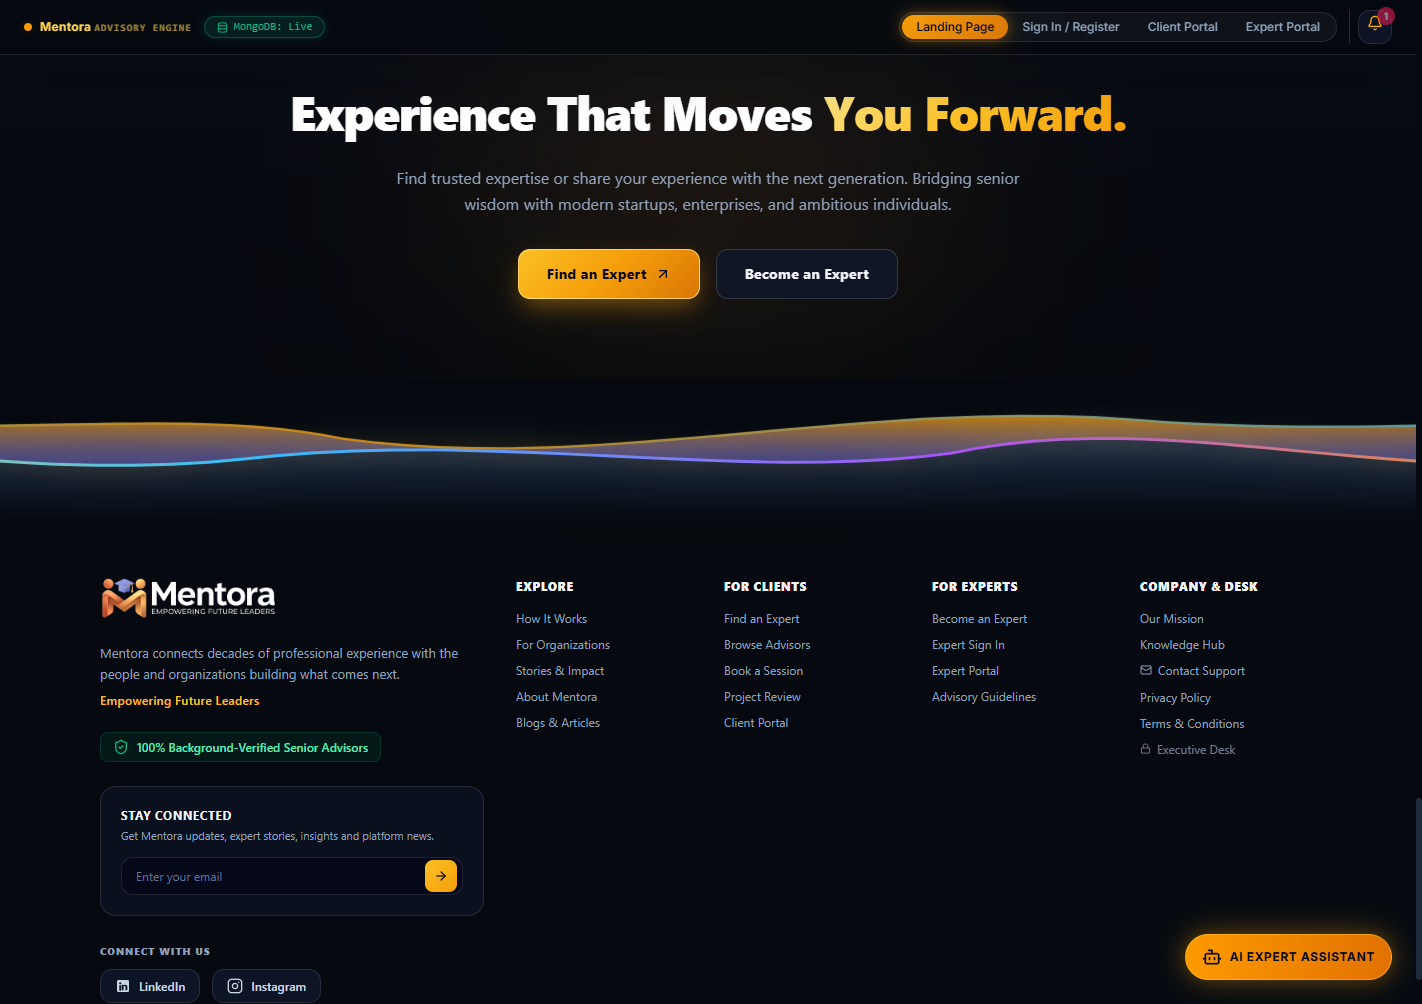 Mentora ADVISORY ENGINE
MongoDB: Live
Landing Page
Sign In / Register
Client Portal
Expert Portal
1
Experience That Moves You Forward.
Find trusted expertise or share your experience with the next generation. Bridging senior
wisdom with modern startups, enterprises, and ambitious individuals.
Find an Expert
Become an Expert
Mentora
EMPOWERING FUTURE LEADERS
Mentora connects decades of professional experience with the
people and organizations building what comes next.
Empowering Future Leaders
100% Background-Verified Senior Advisors
STAY CONNECTED
Get Mentora updates, expert stories, insights and platform news.
Enter your email
CONNECT WITH US
LinkedIn
Instagram
EXPLORE
How It Works
For Organizations
Stories & Impact
About Mentora
Blogs & Articles
FOR CLIENTS
Find an Expert
Browse Advisors
Book a Session
Project Review
Client Portal
FOR EXPERTS
Become an Expert
Expert Sign In
Expert Portal
Advisory Guidelines
COMPANY & DESK
Our Mission
Knowledge Hub
Contact Support
Privacy Policy
Terms & Conditions
Executive Desk
AI EXPERT ASSISTANT